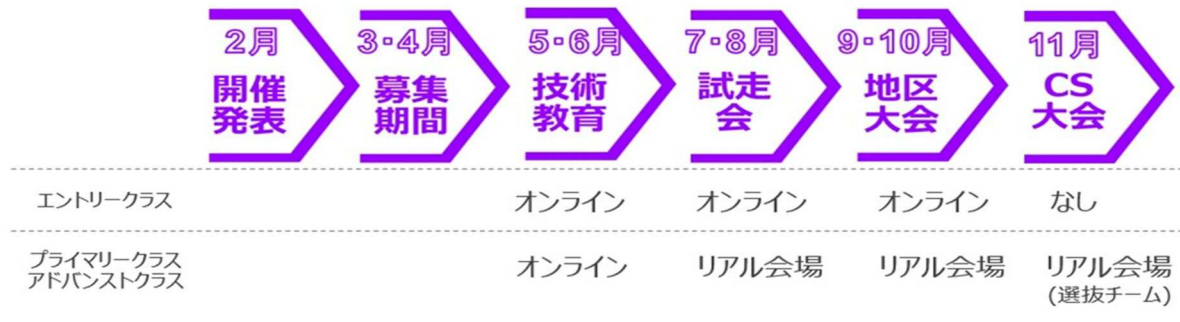 2月 3・4月 5・6月 7・8月 9・10月 11月
開催 募集 技術 試走 地区 CS
発表 期間 教育 会 大会 大会
エントリークラス オンライン オンライン オンライン なし
プライマリークラス
アドバンストクラス オンライン リアル会場 リアル会場 リアル会場
(選抜チーム)